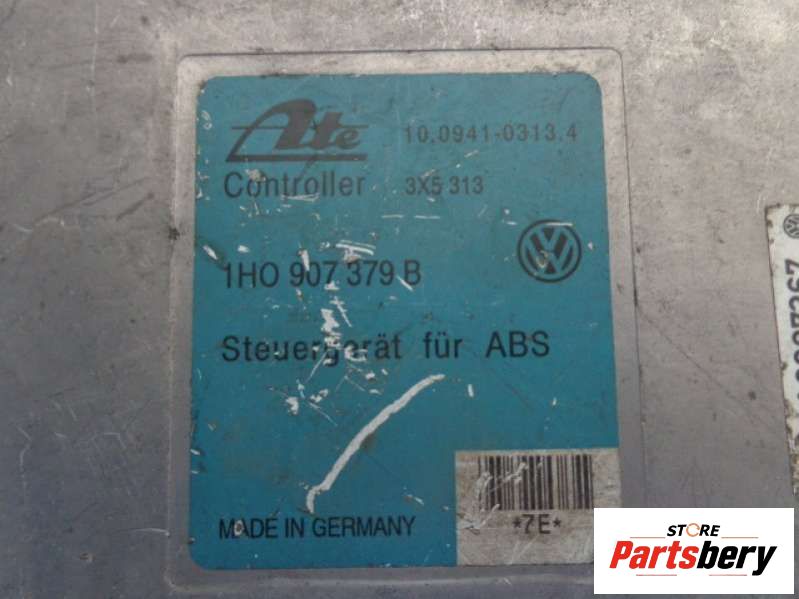 Ate
10.0941-0313.4
Controller 3X5 313
VW
1HO 907 379 B
Steuergerät für ABS
MADE IN GERMANY
*7E*
STORE
Partsbery